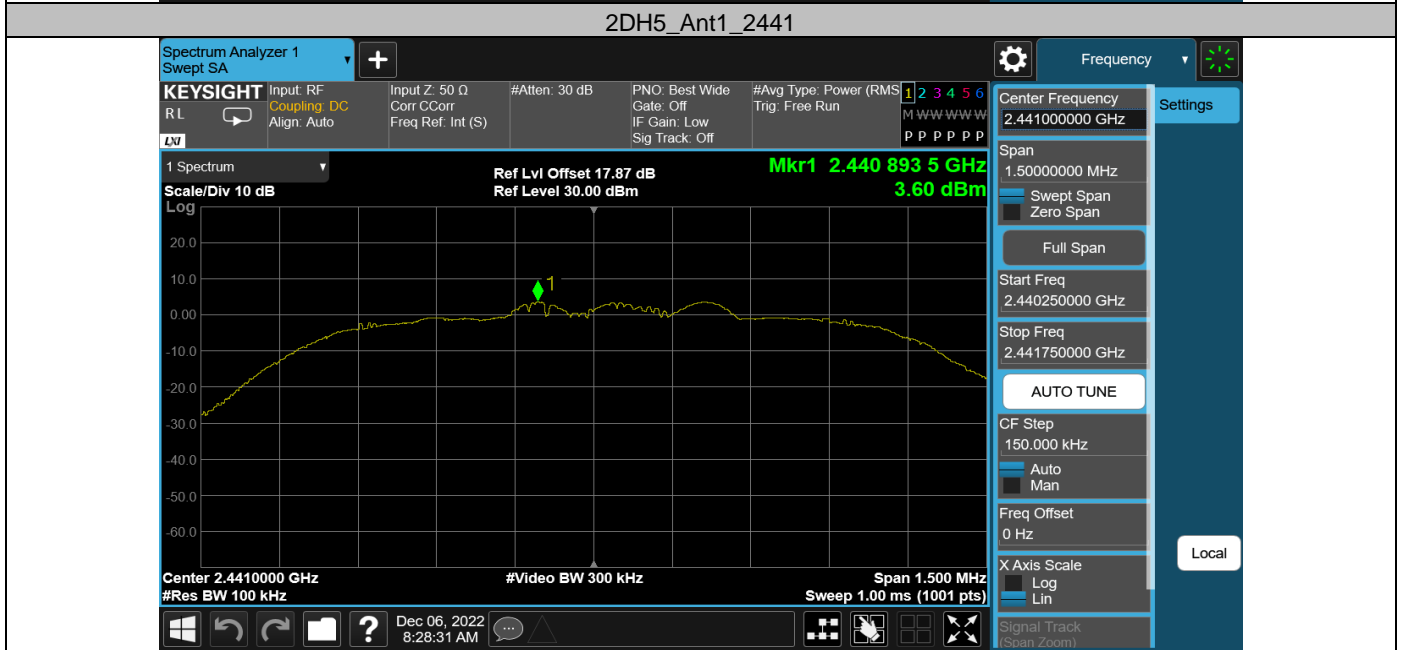 2DH5_Ant1_2441
Spectrum Analyzer 1
Swept SA
Frequency
KEYSIGHT
RL
LXI
Input: RF
Coupling: DC
Align: Auto
Input Z: 50 Ω
Corr CCorr
Freq Ref: Int (S)
#Atten: 30 dB
PNO: Best Wide
Gate: Off
IF Gain: Low
Sig Track: Off
#Avg Type: Power (RMS
Trig: Free Run
1 2 3 4 5 6
M W W W W W
P P P P P P
Settings
Center Frequency
2.441000000 GHz
Span
1.50000000 MHz
Swept Span
Zero Span
Full Span
Start Freq
2.440250000 GHz
Stop Freq
2.441750000 GHz
AUTO TUNE
CF Step
150.000 kHz
Auto
Man
Freq Offset
0 Hz
X Axis Scale
Log
Lin
Signal Track
(Span Zoom)
Local
1 Spectrum
Scale/Div 10 dB
Ref Lvl Offset 17.87 dB
Ref Level 30.00 dBm
Mkr1 2.440 893 5 GHz
3.60 dBm
Log
20.0
10.0
0.00
-10.0
-20.0
-30.0
-40.0
-50.0
-60.0
1
Center 2.4410000 GHz
#Res BW 100 kHz
#Video BW 300 kHz
Span 1.500 MHz
Sweep 1.00 ms (1001 pts)
?
Dec 06, 2022
8:28:31 AM